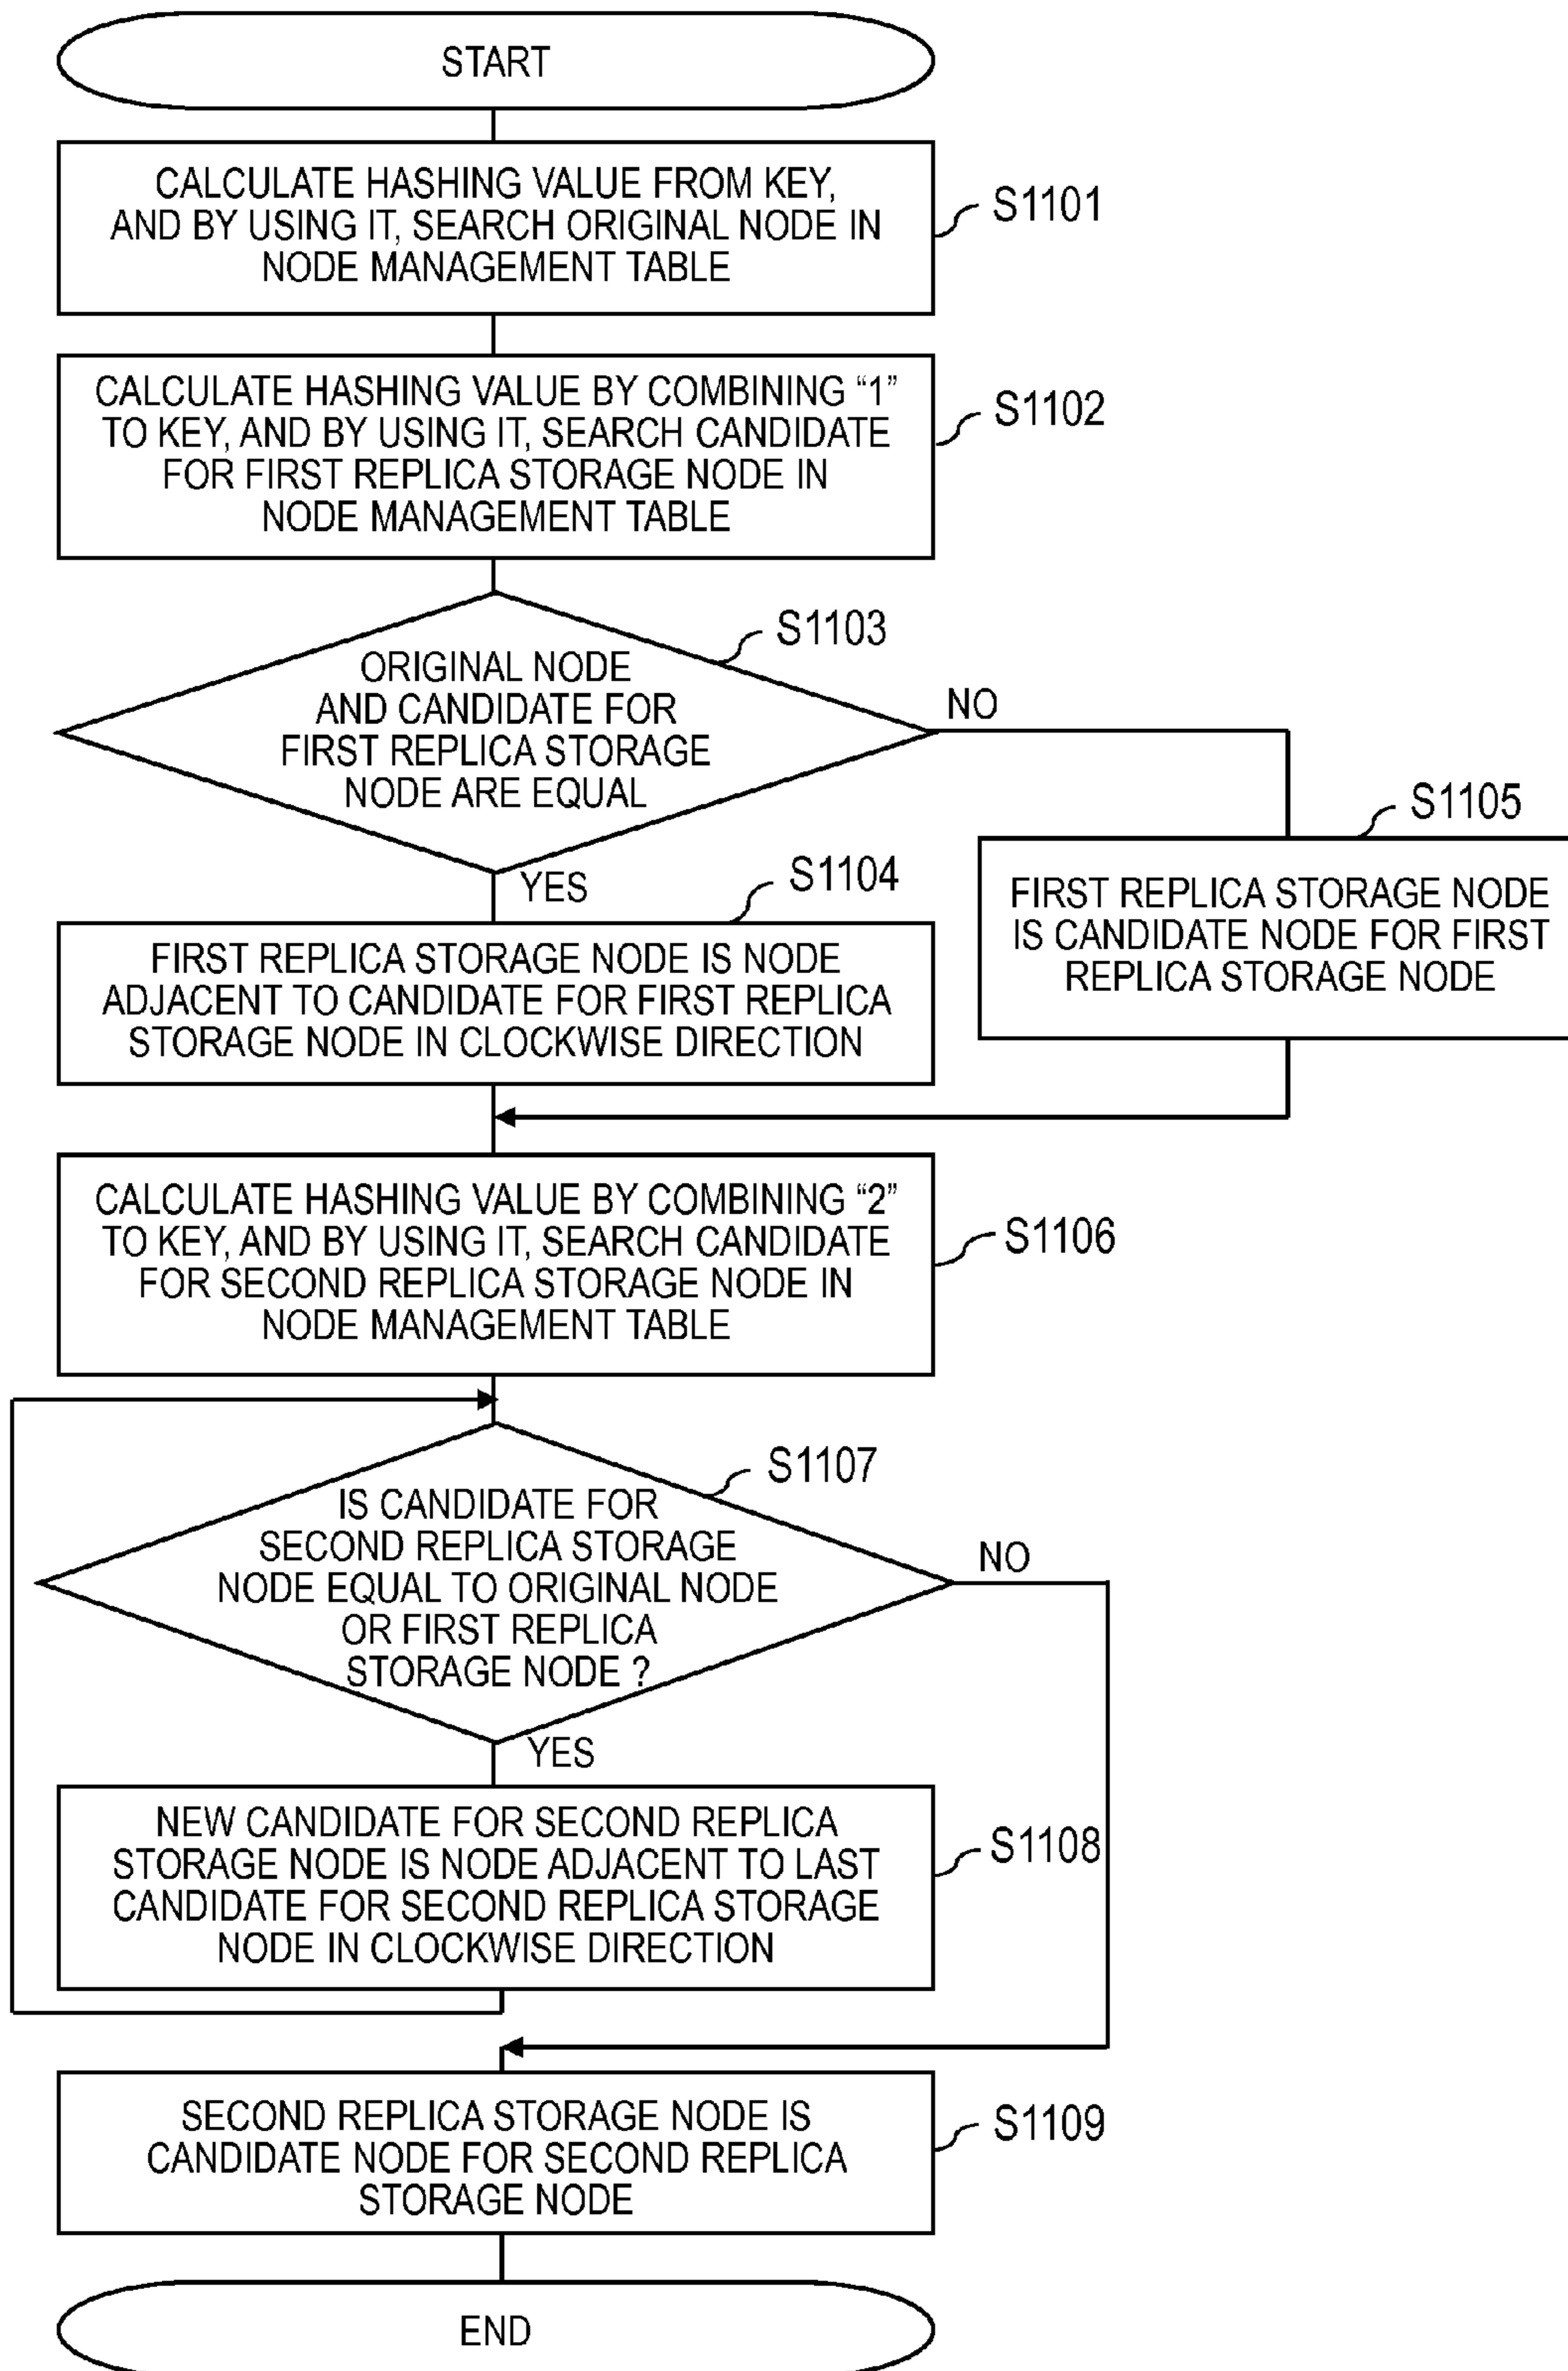 START
CALCULATE HASHING VALUE FROM KEY,
AND BY USING IT, SEARCH ORIGINAL NODE IN
NODE MANAGEMENT TABLE
S1101
CALCULATE HASHING VALUE BY COMBINING “1”
TO KEY, AND BY USING IT, SEARCH CANDIDATE
FOR FIRST REPLICA STORAGE NODE IN
NODE MANAGEMENT TABLE
S1102
S1103
ORIGINAL NODE
AND CANDIDATE FOR
FIRST REPLICA STORAGE
NODE ARE EQUAL
NO
YES
S1104
FIRST REPLICA STORAGE NODE IS NODE
ADJACENT TO CANDIDATE FOR FIRST REPLICA
STORAGE NODE IN CLOCKWISE DIRECTION
S1105
FIRST REPLICA STORAGE NODE
IS CANDIDATE NODE FOR FIRST
REPLICA STORAGE NODE
CALCULATE HASHING VALUE BY COMBINING “2”
TO KEY, AND BY USING IT, SEARCH CANDIDATE
FOR SECOND REPLICA STORAGE NODE IN
NODE MANAGEMENT TABLE
S1106
S1107
IS CANDIDATE FOR
SECOND REPLICA STORAGE
NODE EQUAL TO ORIGINAL NODE
OR FIRST REPLICA
STORAGE NODE ?
NO
YES
NEW CANDIDATE FOR SECOND REPLICA
STORAGE NODE IS NODE ADJACENT TO LAST
CANDIDATE FOR SECOND REPLICA STORAGE
NODE IN CLOCKWISE DIRECTION
S1108
SECOND REPLICA STORAGE NODE IS
CANDIDATE NODE FOR SECOND REPLICA
STORAGE NODE
S1109
END